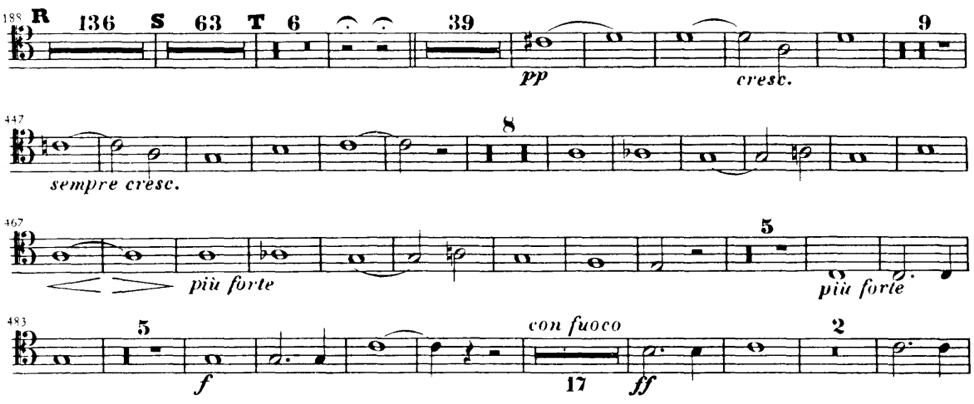 188 R 136 S 63 T 6 39 9
pp cresc.
447 8
sempre cresc.
467 5
più forte più forte
483 5 con fuoco 2
f 17 ff